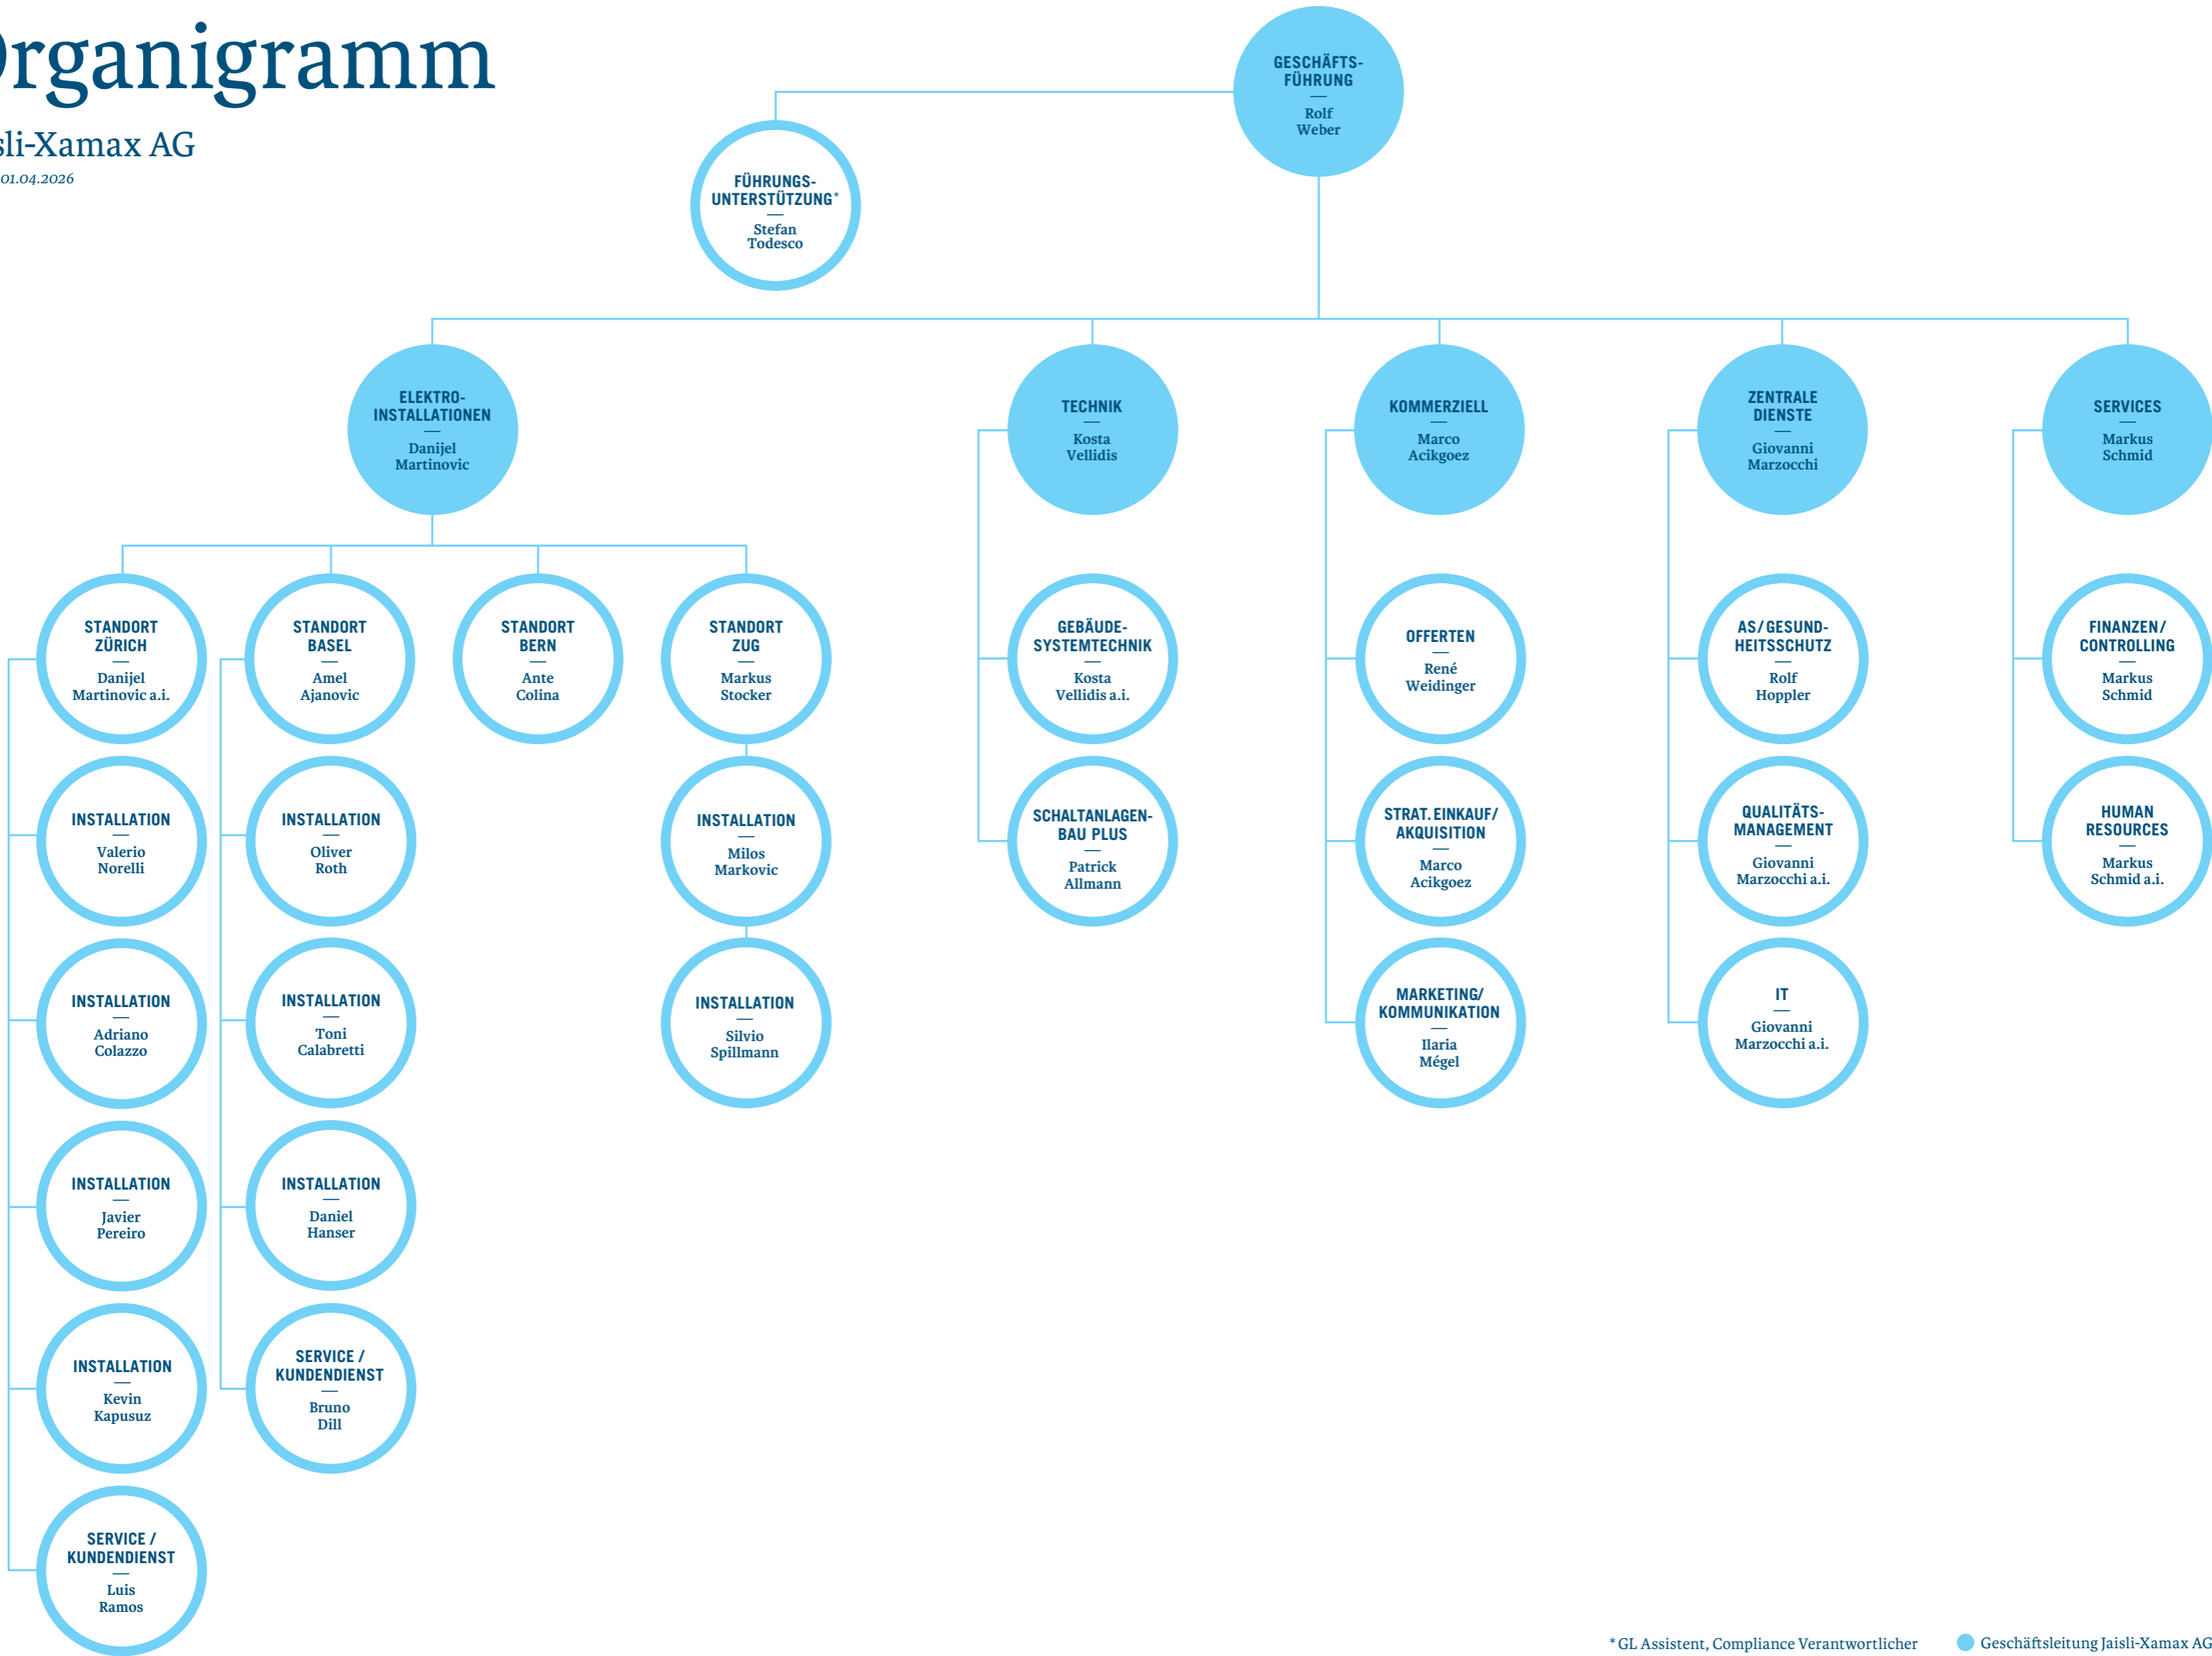 Organigramm
sli-Xamax AG
01.04.2026
GESCHÄFTS-
FÜHRUNG
Rolf
Weber
FÜHRUNGS-
UNTERSTÜTZUNG*
Stefan
Todesco
ELEKTRO-
INSTALLATIONEN
Danijel
Martinovic
TECHNIK
Kosta
Vellidis
KOMMERZIELL
Marco
Acikgoez
ZENTRALE
DIENSTE
Giovanni
Marzocchi
SERVICES
Markus
Schmid
STANDORT
ZÜRICH
Danijel
Martinovic a.i.
STANDORT
BASEL
Amel
Ajanovic
STANDORT
BERN
Ante
Colina
STANDORT
ZUG
Markus
Stocker
GEBÄUDE-
SYSTEMTECHNIK
Kosta
Vellidis a.i.
OFFERTEN
René
Weidinger
AS/GESUND-
HEITSSCHUTZ
Rolf
Hoppler
FINANZEN/
CONTROLLING
Markus
Schmid
INSTALLATION
Valerio
Norelli
INSTALLATION
Oliver
Roth
INSTALLATION
Milos
Markovic
SCHALTANLAGEN-
BAU PLUS
Patrick
Allmann
STRAT. EINKAUF/
AKQUISITION
Marco
Acikgoez
QUALITÄTS-
MANAGEMENT
Giovanni
Marzocchi a.i.
HUMAN
RESOURCES
Markus
Schmid a.i.
INSTALLATION
Adriano
Colazzo
INSTALLATION
Toni
Calabretti
INSTALLATION
Silvio
Spillmann
MARKETING/
KOMMUNIKATION
Ilaria
Mégel
IT
Giovanni
Marzocchi a.i.
INSTALLATION
Javier
Pereiro
INSTALLATION
Daniel
Hanser
INSTALLATION
Kevin
Kapusuz
SERVICE /
KUNDENDIENST
Bruno
Dill
SERVICE /
KUNDENDIENST
Luis
Ramos
*GL Assistent, Compliance Verantwortlicher
Geschäftsleitung Jaisli-Xamax AG